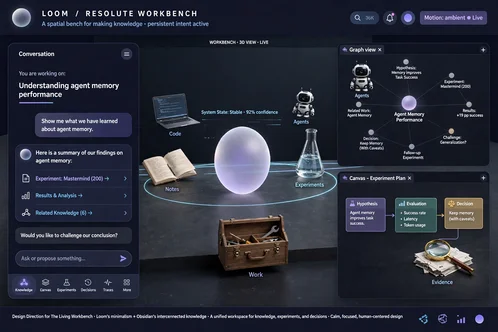 LOOM / RESOLUTE WORKBENCH
A spatial bench for making knowledge - persistent intent active
Motion: ambient Live
WORKBENCH - 3D VIEW - LIVE
Conversation
You are working on:
Understanding agent memory
performance
Show me what we have learned
about agent memory.
Here is a summary of our findings on
agent memory:
Experiment: Mastermind (200) →
Results & Analysis →
Related Knowledge (6) →
Would you like to challenge our conclusion?
Ask or propose something...
Knowledge
Canvas
Experiments
Decisions
Traces
More
System State: Stable - 92% confidence
Code
Agents
Notes
Experiments
Work
Graph view ×
Hypothesis:
Memory Improves
Task Success
Agents
Experiment:
Mastermind (200)
Related Work:
Agent Memory
Agent Memory
Performance
Results:
+19 pp success
Decision:
Keep Memory
(With Caveats)
Challenge:
Generalization?
Follow-up
Experiments
Canvas - Experiment Plan ×
Hypothesis
Agent memory
improves task
success.
Evaluation
• Success rate
• Latency
• Token usage
Decision
Keep memory
(with caveats)
Evidence
Design Direction for The Living Workbench - Loom's minimalism + Obsidian's interconnected knowledge - A unified workspace for knowledge, experiments, and decisions - Calm, focused, human-centered design